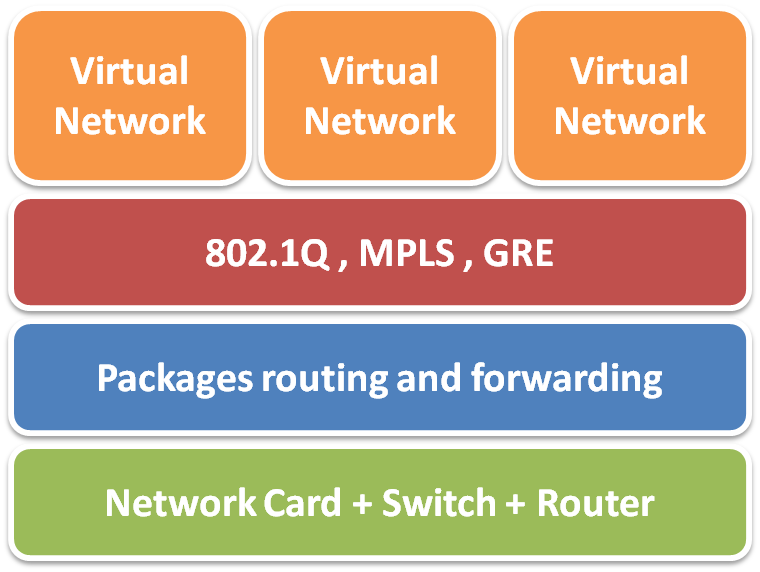 Virtual
Network
Virtual
Network
Virtual
Network
802.1Q , MPLS , GRE
Packages routing and forwarding
Network Card + Switch + Router